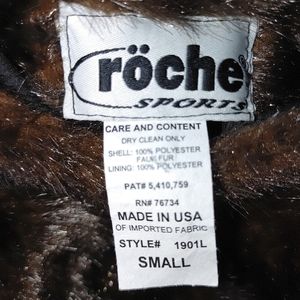 röche
SPORTS
CARE AND CONTENT
DRY CLEAN ONLY
SHELL: 100% POLYESTER
FAUX FUR
LINING: 100% POLYESTER
PAT# 5,410,759
RN# 76734
MADE IN USA
OF IMPORTED FABRIC
STYLE# 1901L
SMALL